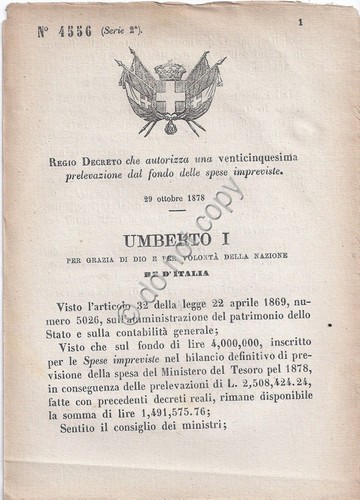 1
N° 4556 (Serie 2ª).
REGIO DECRETO che autorizza una venticinquesima
prelevazione dal fondo delle spese impreviste.
29 ottobre 1878
UMBERTO I
PER GRAZIA DI DIO E PER VOLONTÀ DELLA NAZIONE
RE D'ITALIA
Visto l'articolo 32 della legge 22 aprile 1869, nu-
mero 5026, sull'amministrazione del patrimonio dello
Stato e sulla contabilità generale;
Visto che sul fondo di lire 4,000,000, inscritto
per le Spese impreviste nel bilancio definitivo di pre-
visione della spesa del Ministero del Tesoro pel 1878,
in conseguenza delle prelevazioni di L. 2,508,424.24,
fatte con precedenti decreti reali, rimane disponibile
la somma di lire 1,491,575.76;
Sentito il consiglio dei ministri;
do not copy